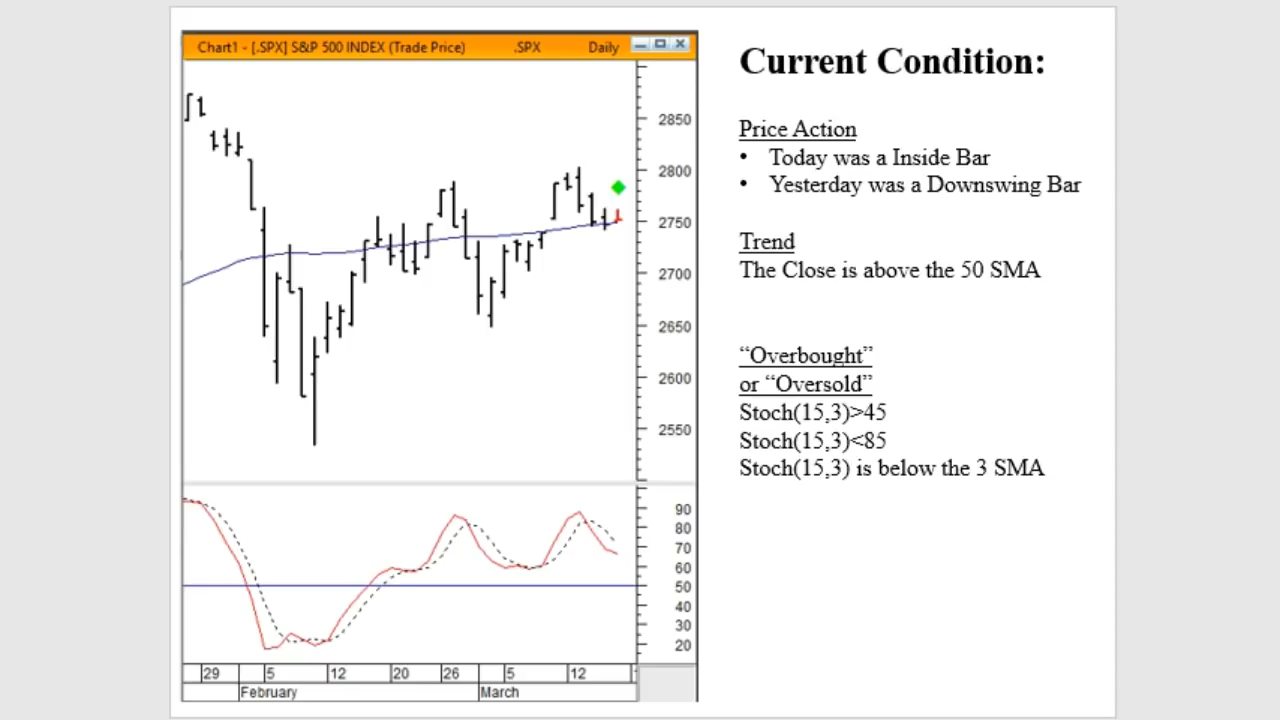 Chart1 - [.SPX] S&P 500 INDEX (Trade Price) .SPX Daily
2850
2800
2750
2700
2650
2600
2550
90
80
70
60
50
40
30
20
29 5 12 20 26 5 12
February March
Current Condition:
Price Action
• Today was a Inside Bar
• Yesterday was a Downswing Bar
Trend
The Close is above the 50 SMA
“Overbought”
or “Oversold”
Stoch(15,3)>45
Stoch(15,3)<85
Stoch(15,3) is below the 3 SMA